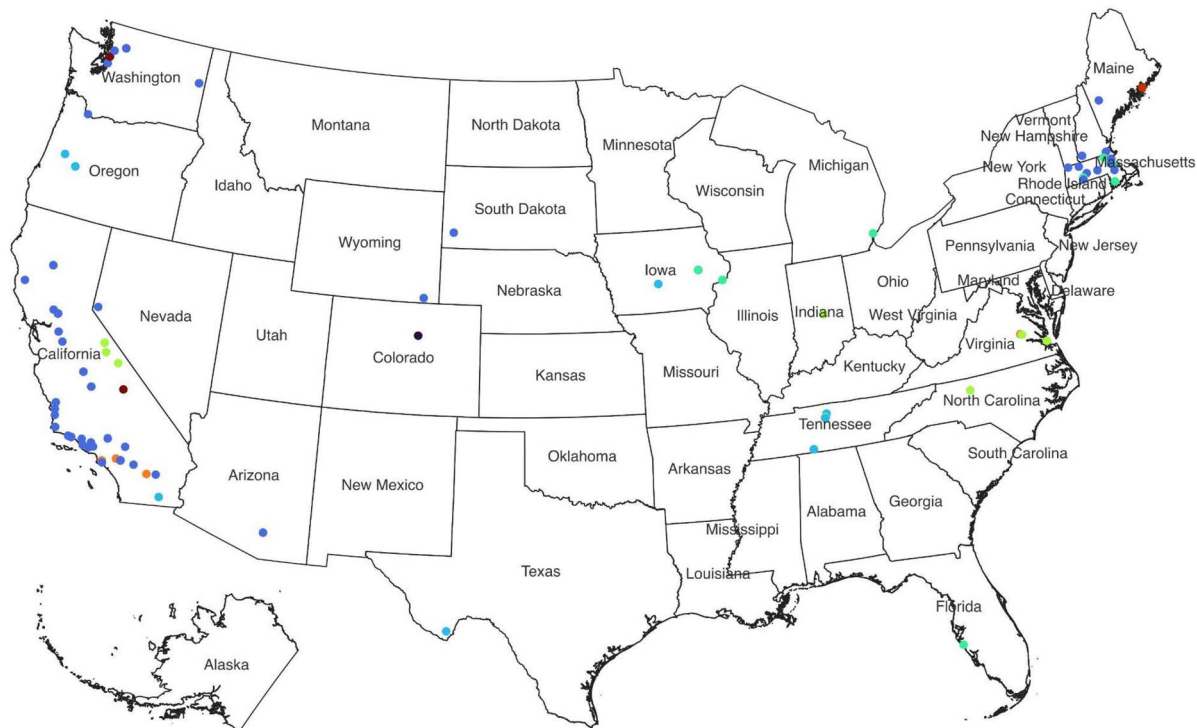 Washington
Maine
Montana
North Dakota
Minnesota
Vermont
New Hampshire
Massachusetts
Oregon
Idaho
Michigan
New York
Wisconsin
Rhode Island
Connecticut
South Dakota
Wyoming
Pennsylvania
New Jersey
Iowa
Ohio
Maryland
Delaware
Nebraska
Nevada
Illinois
Indiana
West Virginia
Virginia
Utah
Colorado
California
Kentucky
Kansas
Missouri
North Carolina
Tennessee
South Carolina
Oklahoma
Arkansas
Arizona
New Mexico
Georgia
Alabama
Mississippi
Texas
Louisiana
Florida
Alaska